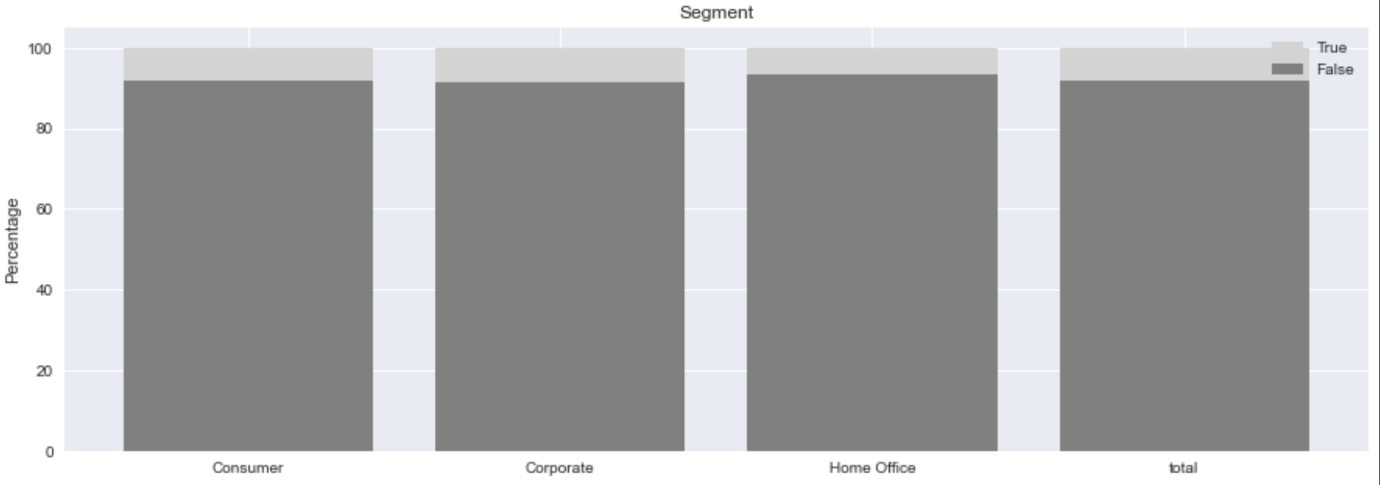 Segment
True
False
Percentage
100
80
60
40
20
0
Consumer Corporate Home Office total